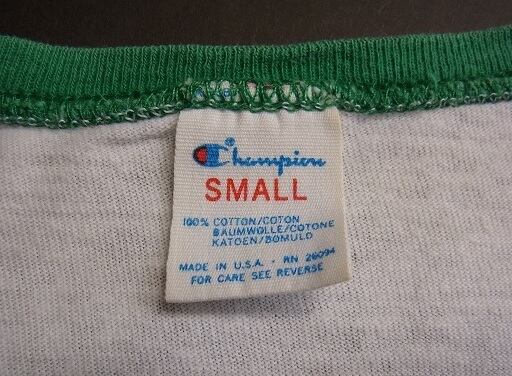 Champion
SMALL
100% COTTON/COTON
BAUMWOLLE/COTONE
KATOEN/BOMULD
MADE IN U.S.A. - RN 26094
FOR CARE SEE REVERSE